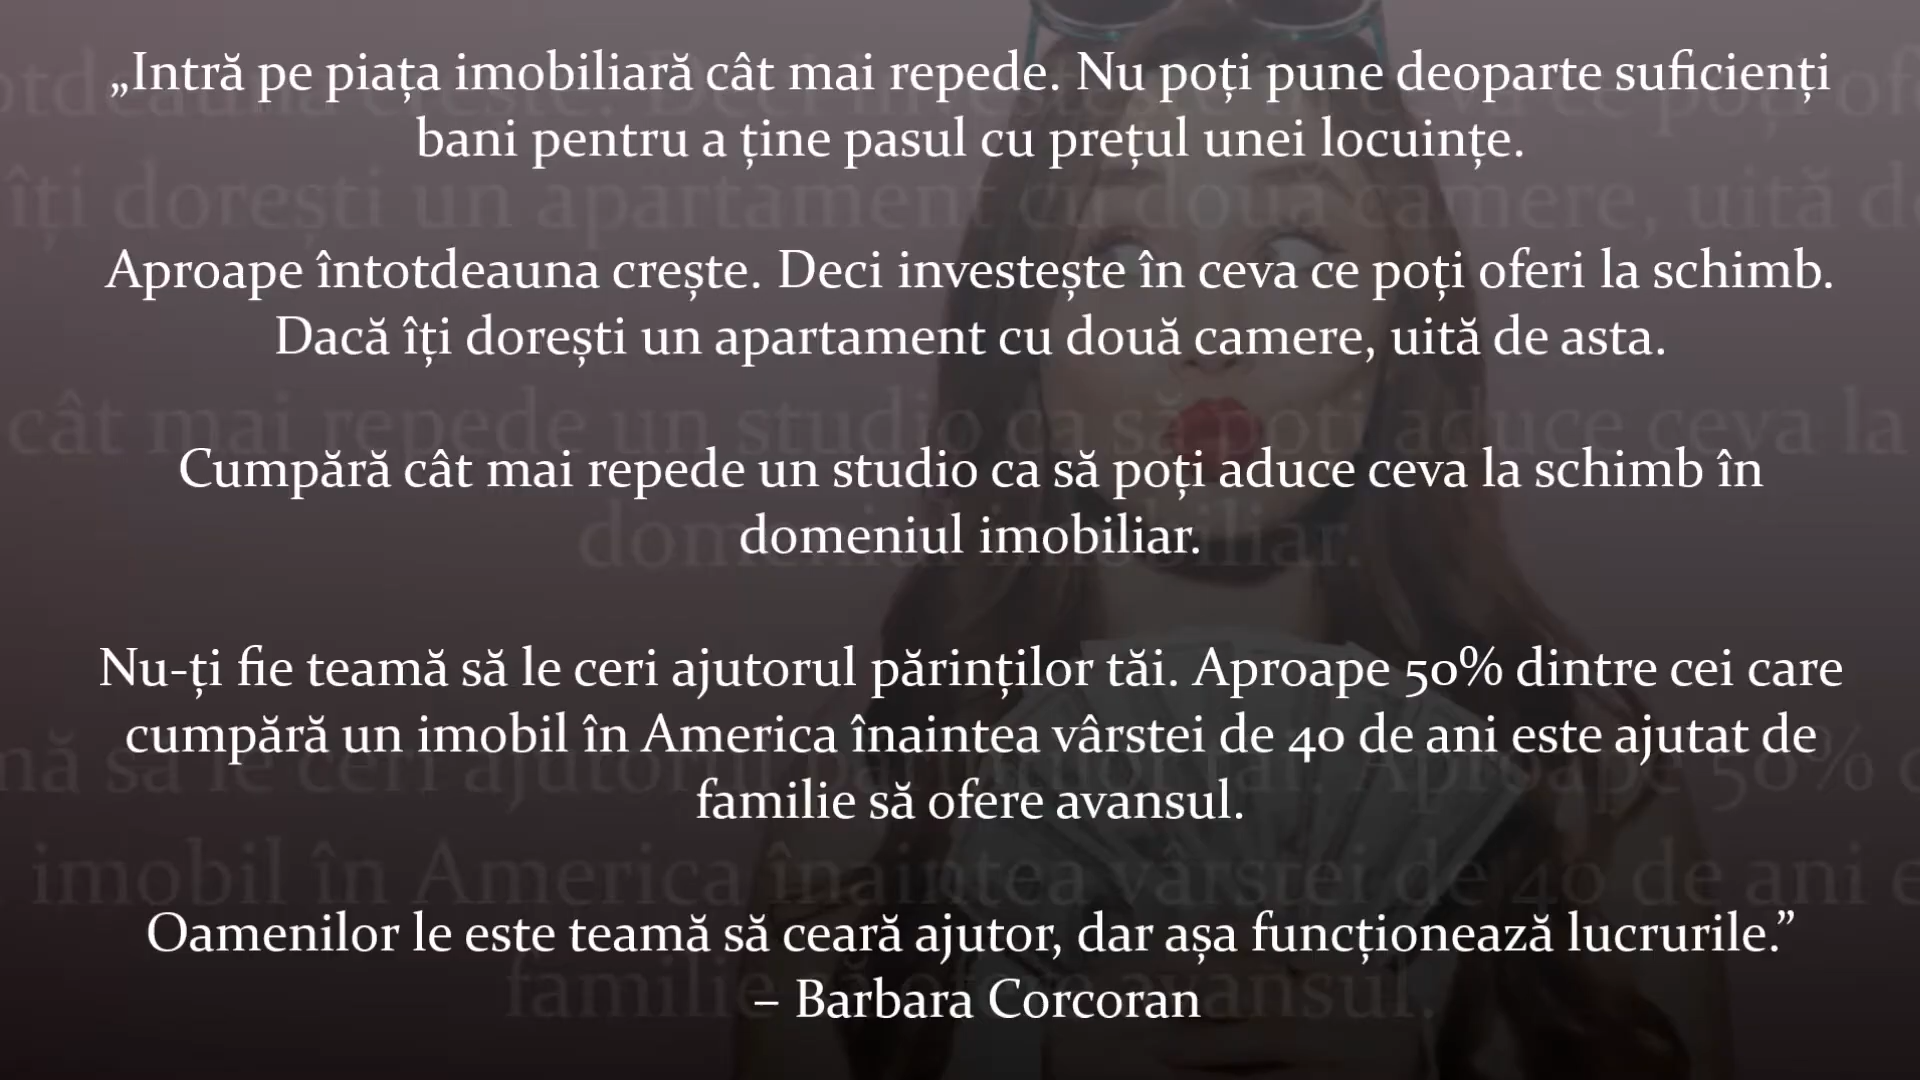 „Intră pe piața imobiliară cât mai repede. Nu poți pune deoparte suficienți
bani pentru a ține pasul cu prețul unei locuințe.
Aproape întotdeauna crește. Deci investește în ceva ce poți oferi la schimb.
Dacă îți dorești un apartament cu două camere, uită de asta.
Cumpără cât mai repede un studio ca să poți aduce ceva la schimb în
domeniul imobiliar.
Nu-ți fie teamă să le ceri ajutorul părinților tăi. Aproape 50% dintre cei care
cumpără un imobil în America înaintea vârstei de 40 de ani este ajutat de
familie să ofere avansul.
Oamenilor le este teamă să ceară ajutor, dar așa funcționează lucrurile.”
– Barbara Corcoran